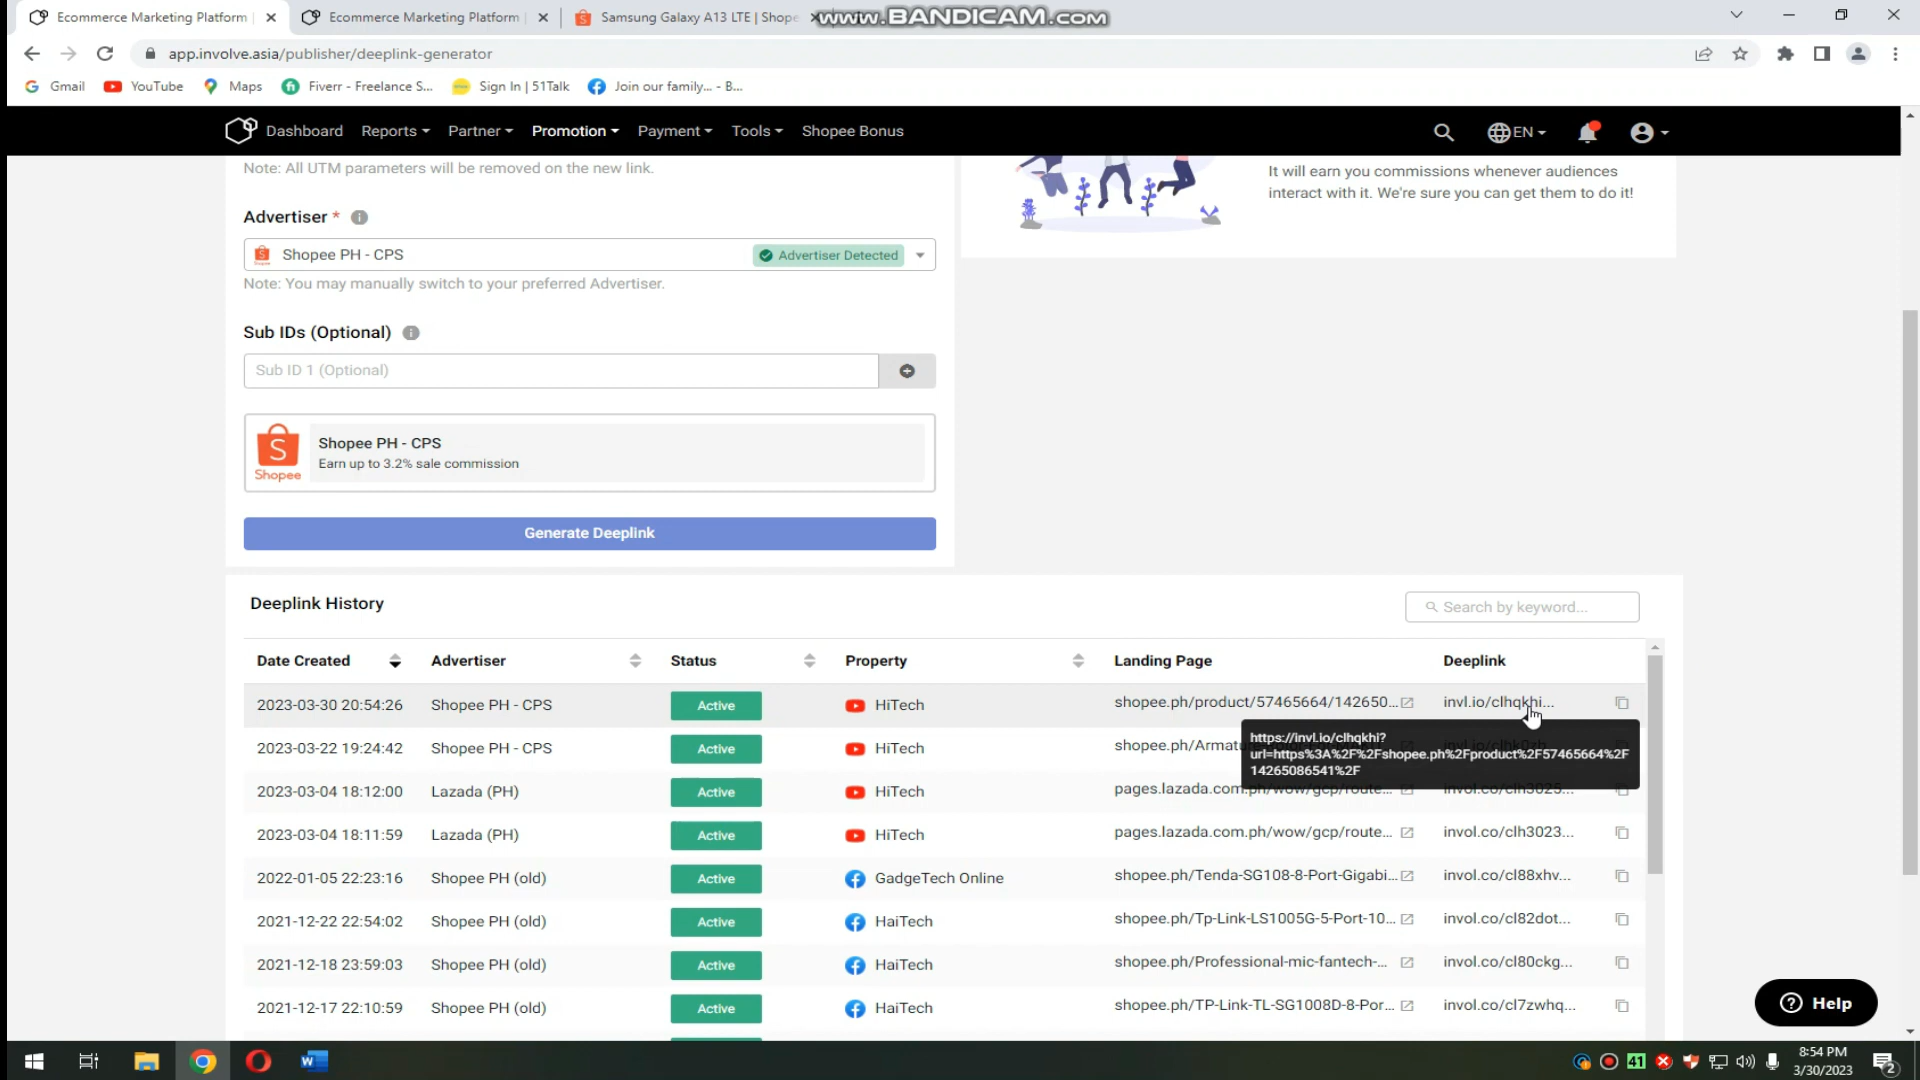 Ecommerce Marketing Platform
Ecommerce Marketing Platform
Samsung Galaxy A13 LTE | Shope
www.BANDICAM.com
app.involve.asia/publisher/deeplink-generator
Gmail
YouTube
Maps
Fiverr - Freelance S...
Sign In | 51Talk
Join our family... - B...
Dashboard
Reports
Partner
Promotion
Payment
Tools
Shopee Bonus
EN
Note: All UTM parameters will be removed on the new link.
It will earn you commissions whenever audiences
interact with it. We're sure you can get them to do it!
Advertiser *
Shopee PH - CPS
Advertiser Detected
Note: You may manually switch to your preferred Advertiser.
Sub IDs (Optional)
Sub ID 1 (Optional)
Shopee
Shopee PH - CPS
Earn up to 3.2% sale commission
Generate Deeplink
Deeplink History
Search by keyword...
Date Created Advertiser Status Property Landing Page Deeplink
2023-03-30 20:54:26 Shopee PH - CPS Active HiTech shopee.ph/product/57465664/142650... invl.io/clhqkhi...
https://invl.io/clhqkhi?
url=https%3A%2F%2Fshopee.ph%2Fproduct%2F57465664%2F
14265086541%2F
2023-03-22 19:24:42 Shopee PH - CPS Active HiTech
2023-03-04 18:12:00 Lazada (PH) Active HiTech pages.lazada.com.ph/wow/gcp/route... invol.co/clh3025...
2023-03-04 18:11:59 Lazada (PH) Active HiTech pages.lazada.com.ph/wow/gcp/route... invol.co/clh3023...
2022-01-05 22:23:16 Shopee PH (old) Active GadgeTech Online shopee.ph/Tenda-SG108-8-Port-Gigabi... invol.co/cl88xhv...
2021-12-22 22:54:02 Shopee PH (old) Active HaiTech shopee.ph/Tp-Link-LS1005G-5-Port-10... invol.co/cl82dot...
2021-12-18 23:59:03 Shopee PH (old) Active HaiTech shopee.ph/Professional-mic-fantech-... invol.co/cl80ckg...
2021-12-17 22:10:59 Shopee PH (old) Active HaiTech shopee.ph/TP-Link-TL-SG1008D-8-Por... invol.co/cl7zwhq...
Help
41
8:54 PM
3/30/2023
2